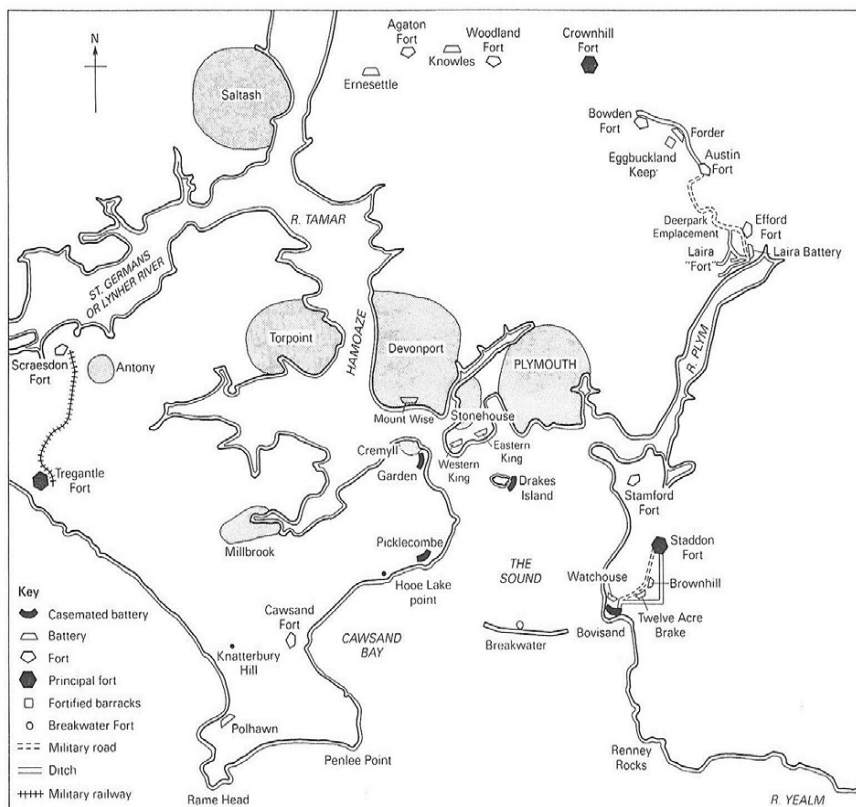 N
Agaton
Fort
Woodland
Fort
Crownhill
Fort
Knowles
Ernesettle
Saltash
Bowden
Fort
Forder
Eggbuckland
Keep
Austin
Fort
R. TAMAR
Deerpark
Emplacement
Efford
Fort
Laira
"Fort"
Laira Battery
ST. GERMANS
OR LYNHER RIVER
HAMOAZE
Torpoint
Devonport
PLYMOUTH
R. PLYM
Scraesdon
Fort
Antony
Mount Wise
Stonehouse
Cremyll
Western
King
Eastern
King
Garden
Tregantle
Fort
Drakes
Island
Stamford
Fort
Millbrook
Picklecombe
Staddon
Fort
THE
SOUND
Watchouse
Brownhill
Hooe Lake
point
Key
Casemated battery
Battery
Fort
Principal fort
Fortified barracks
Breakwater Fort
Military road
Ditch
Military railway
Cawsand
Fort
CAWSAND
BAY
Twelve Acre
Brake
Breakwater
Bovisand
Knatterbury
Hill
Polhawn
Penlee Point
Renney
Rocks
Rame Head
R. YEALM